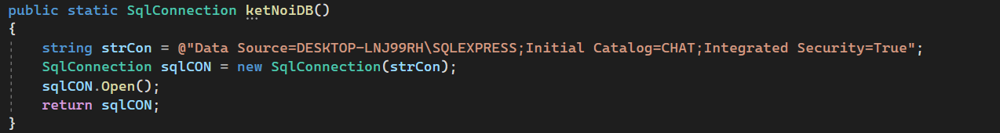 public static SqlConnection ketNoiDB()
{
    string strCon = @"Data Source=DESKTOP-LNJ99RH\SQLEXPRESS;Initial Catalog=CHAT;Integrated Security=True";
    SqlConnection sqlCON = new SqlConnection(strCon);
    sqlCON.Open();
    return sqlCON;
}